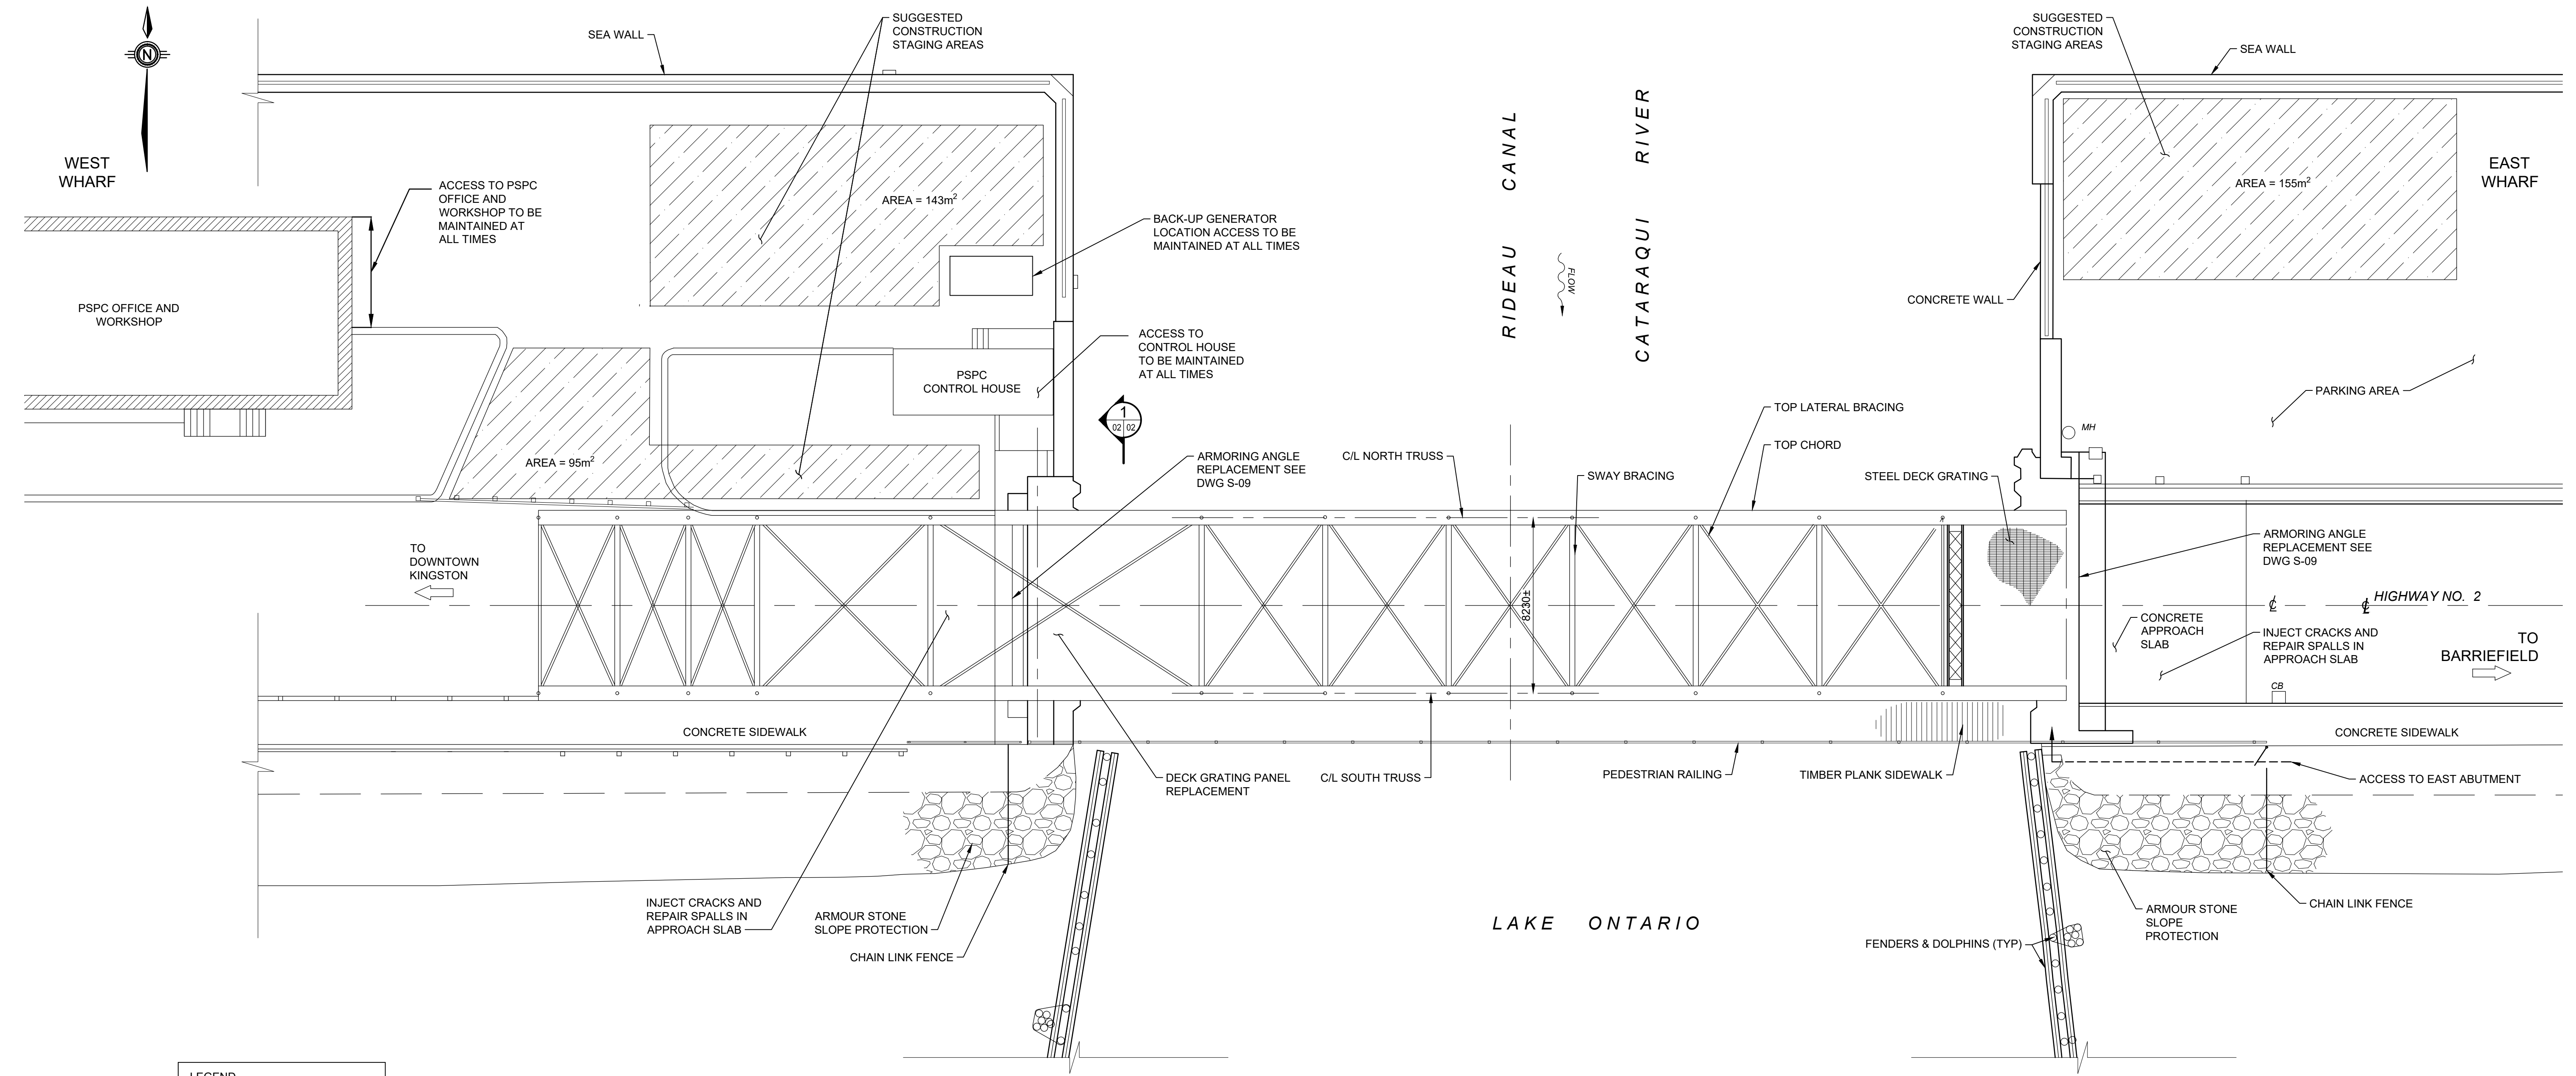 N
SEA WALL
SUGGESTED
CONSTRUCTION
STAGING AREAS
SUGGESTED
CONSTRUCTION
STAGING AREAS
SEA WALL
WEST
WHARF
ACCESS TO PSPC
OFFICE AND
WORKSHOP TO BE
MAINTAINED AT
ALL TIMES
AREA = 143m2
BACK-UP GENERATOR
LOCATION ACCESS TO BE
MAINTAINED AT ALL TIMES
RIDEAU CANAL
FLOW
CATARAQUI RIVER
AREA = 155m2
EAST
WHARF
CONCRETE WALL
PSPC OFFICE AND
WORKSHOP
ACCESS TO
CONTROL HOUSE
TO BE MAINTAINED
AT ALL TIMES
PSPC
CONTROL HOUSE
1
02 02
PARKING AREA
TOP LATERAL BRACING
TOP CHORD
MH
AREA = 95m2
ARMORING ANGLE
REPLACEMENT SEE
DWG S-09
C/L NORTH TRUSS
SWAY BRACING
STEEL DECK GRATING
TO
DOWNTOWN
KINGSTON
8230±
ARMORING ANGLE
REPLACEMENT SEE
DWG S-09
HIGHWAY NO. 2
CONCRETE
APPROACH
SLAB
INJECT CRACKS AND
REPAIR SPALLS IN
APPROACH SLAB
TO
BARRIEFIELD
CB
CONCRETE SIDEWALK
CONCRETE SIDEWALK
DECK GRATING PANEL
REPLACEMENT
C/L SOUTH TRUSS
PEDESTRIAN RAILING
TIMBER PLANK SIDEWALK
ACCESS TO EAST ABUTMENT
INJECT CRACKS AND
REPAIR SPALLS IN
APPROACH SLAB
ARMOUR STONE
SLOPE PROTECTION
CHAIN LINK FENCE
LAKE ONTARIO
FENDERS & DOLPHINS (TYP)
ARMOUR STONE
SLOPE
PROTECTION
CHAIN LINK FENCE
LEGEND